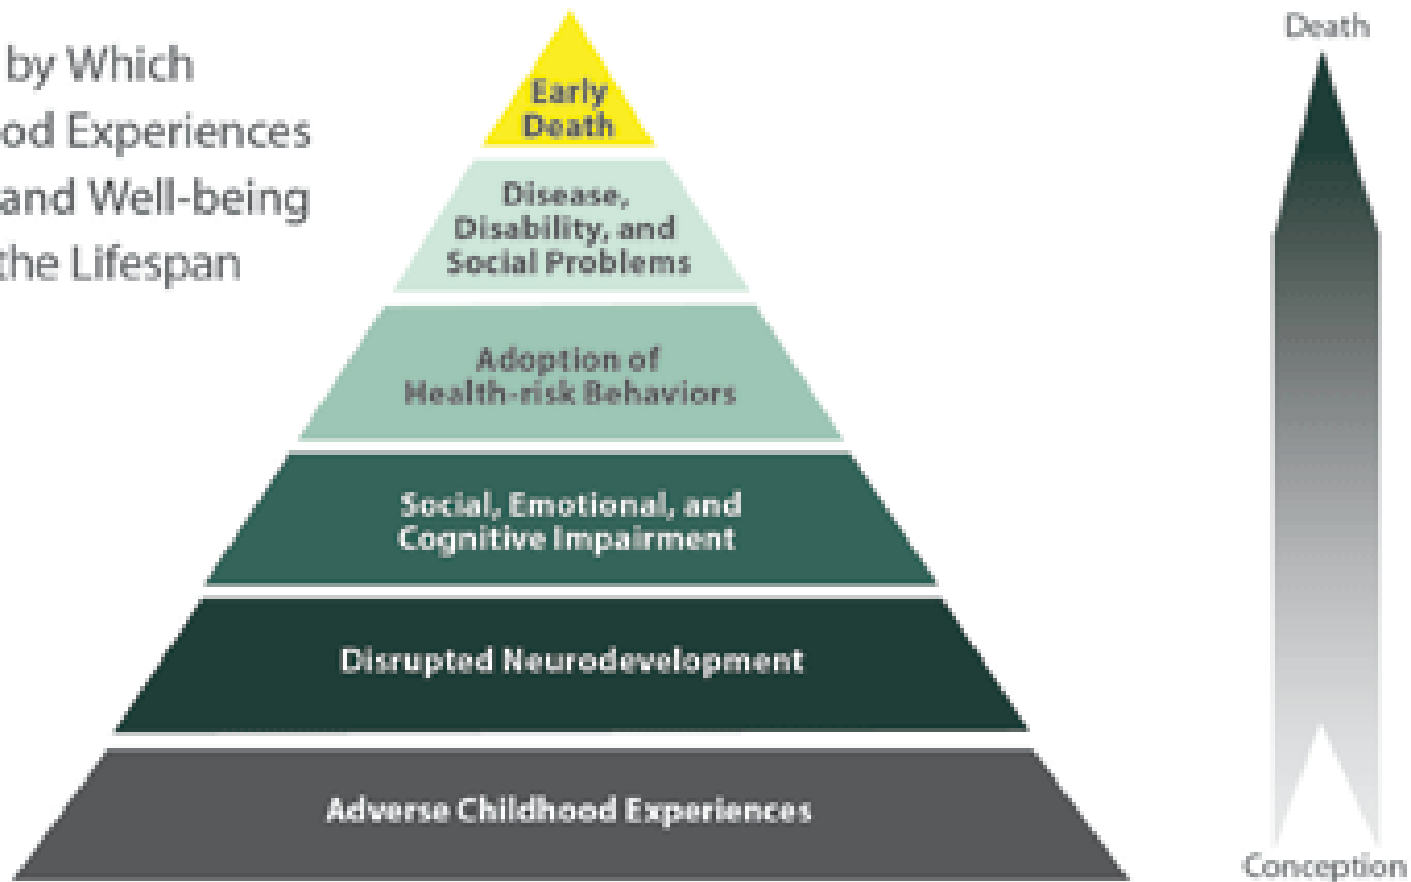 by Which
ood Experiences
and Well-being
the Lifespan
Early
Death
Disease,
Disability, and
Social Problems
Adoption of
Health-risk Behaviors
Social, Emotional, and
Cognitive Impairment
Disrupted Neurodevelopment
Adverse Childhood Experiences
Death
Conception